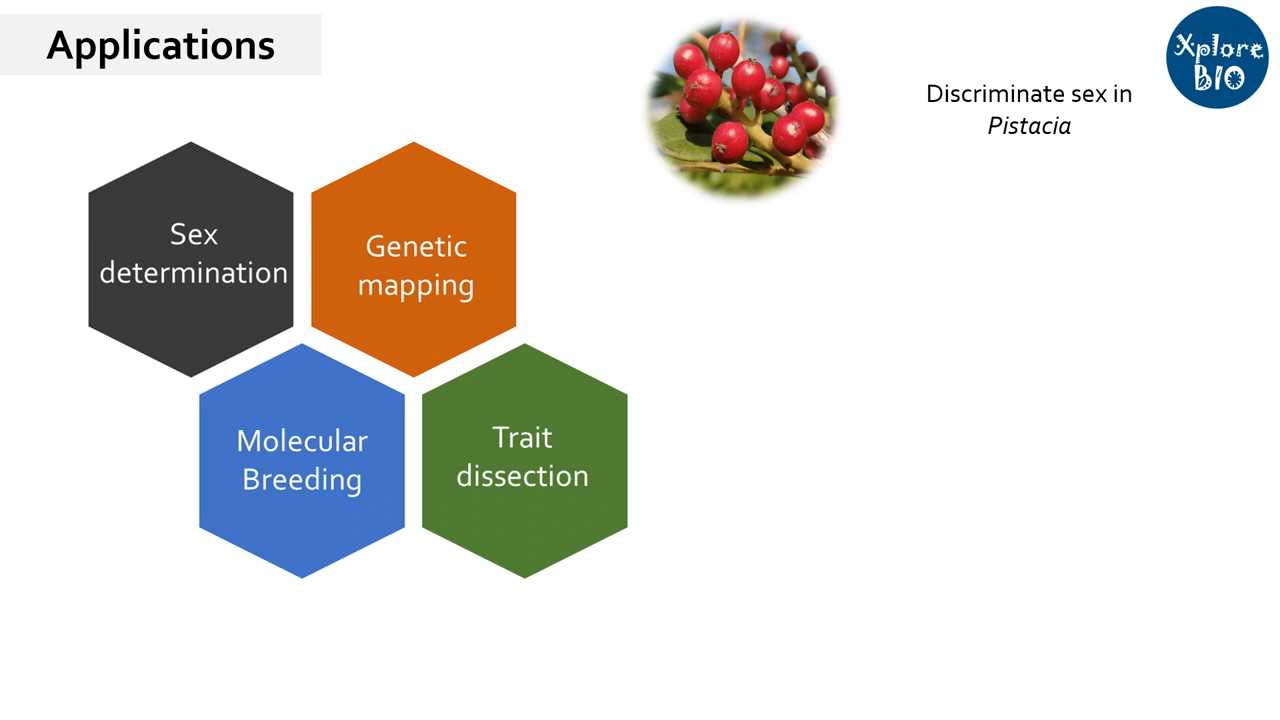 Applications
Xplore
BIO
Discriminate sex in
Pistacia
Sex
determination
Genetic
mapping
Molecular
Breeding
Trait
dissection